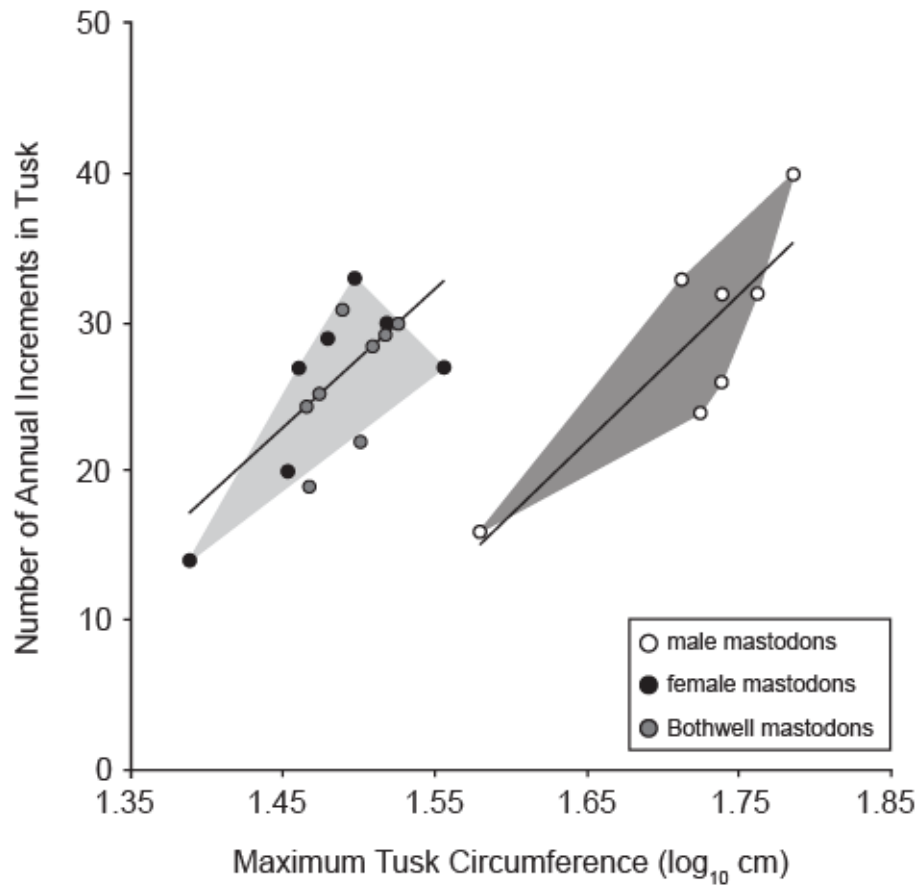 50
40
30
20
10
0
Number of Annual Increments in Tusk
male mastodons
female mastodons
Bothwell mastodons
1.35 1.45 1.55 1.65 1.75 1.85
Maximum Tusk Circumference (log₁₀ cm)